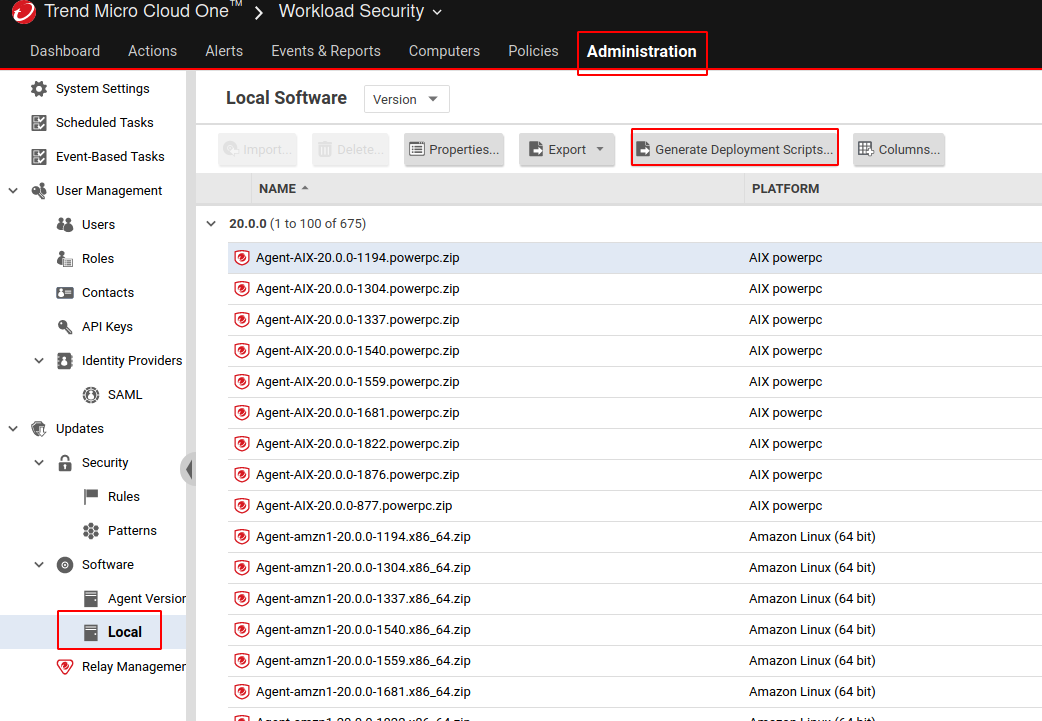 Trend Micro Cloud One™ > Workload Security
Dashboard Actions Alerts Events & Reports Computers Policies Administration
System Settings
Scheduled Tasks
Event-Based Tasks
User Management
Users
Roles
Contacts
API Keys
Identity Providers
SAML
Updates
Security
Rules
Patterns
Software
Agent Version
Local
Relay Managemen
Local Software Version
Import... Delete... Properties... Export Generate Deployment Scripts... Columns...
NAME PLATFORM
20.0.0 (1 to 100 of 675)
Agent-AIX-20.0.0-1194.powerpc.zip AIX powerpc
Agent-AIX-20.0.0-1304.powerpc.zip AIX powerpc
Agent-AIX-20.0.0-1337.powerpc.zip AIX powerpc
Agent-AIX-20.0.0-1540.powerpc.zip AIX powerpc
Agent-AIX-20.0.0-1559.powerpc.zip AIX powerpc
Agent-AIX-20.0.0-1681.powerpc.zip AIX powerpc
Agent-AIX-20.0.0-1822.powerpc.zip AIX powerpc
Agent-AIX-20.0.0-1876.powerpc.zip AIX powerpc
Agent-AIX-20.0.0-877.powerpc.zip AIX powerpc
Agent-amzn1-20.0.0-1194.x86_64.zip Amazon Linux (64 bit)
Agent-amzn1-20.0.0-1304.x86_64.zip Amazon Linux (64 bit)
Agent-amzn1-20.0.0-1337.x86_64.zip Amazon Linux (64 bit)
Agent-amzn1-20.0.0-1540.x86_64.zip Amazon Linux (64 bit)
Agent-amzn1-20.0.0-1559.x86_64.zip Amazon Linux (64 bit)
Agent-amzn1-20.0.0-1681.x86_64.zip Amazon Linux (64 bit)